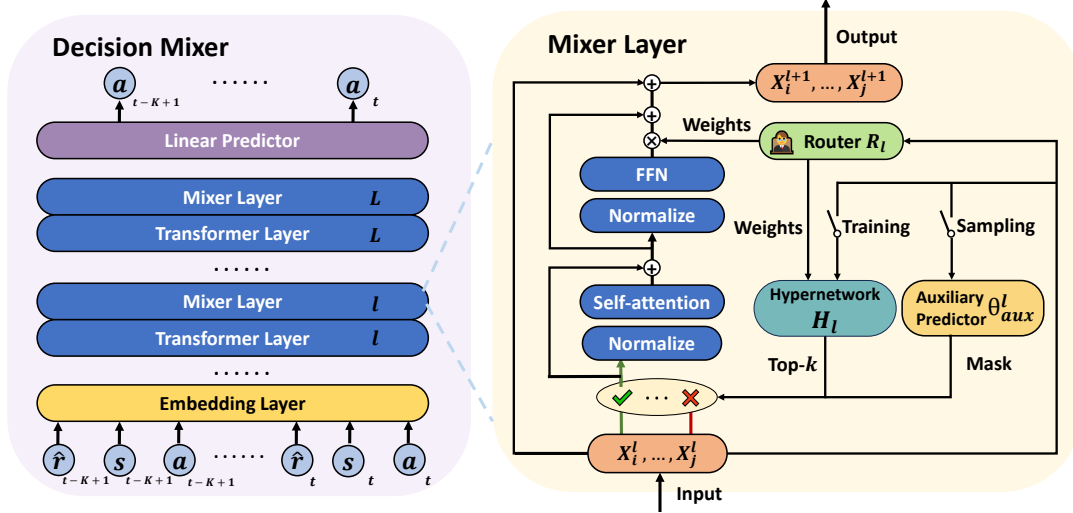 Decision Mixer
a t−K+1 ...... a t
Linear Predictor
Mixer Layer L
Transformer Layer L
......
Mixer Layer l
Transformer Layer l
......
Embedding Layer
r̂ t−K+1 s t−K+1 a t−K+1 ...... r̂ t s t a t
Mixer Layer
Output
X_i^{l+1}, ..., X_j^{l+1}
Weights
Router R_l
FFN
Normalize
Weights
Training
Sampling
Self-attention
Normalize
Hypernetwork
H_l
Auxiliary
Predictor θ_{aux}^l
Top-k
Mask
...
X_i^l, ..., X_j^l
Input